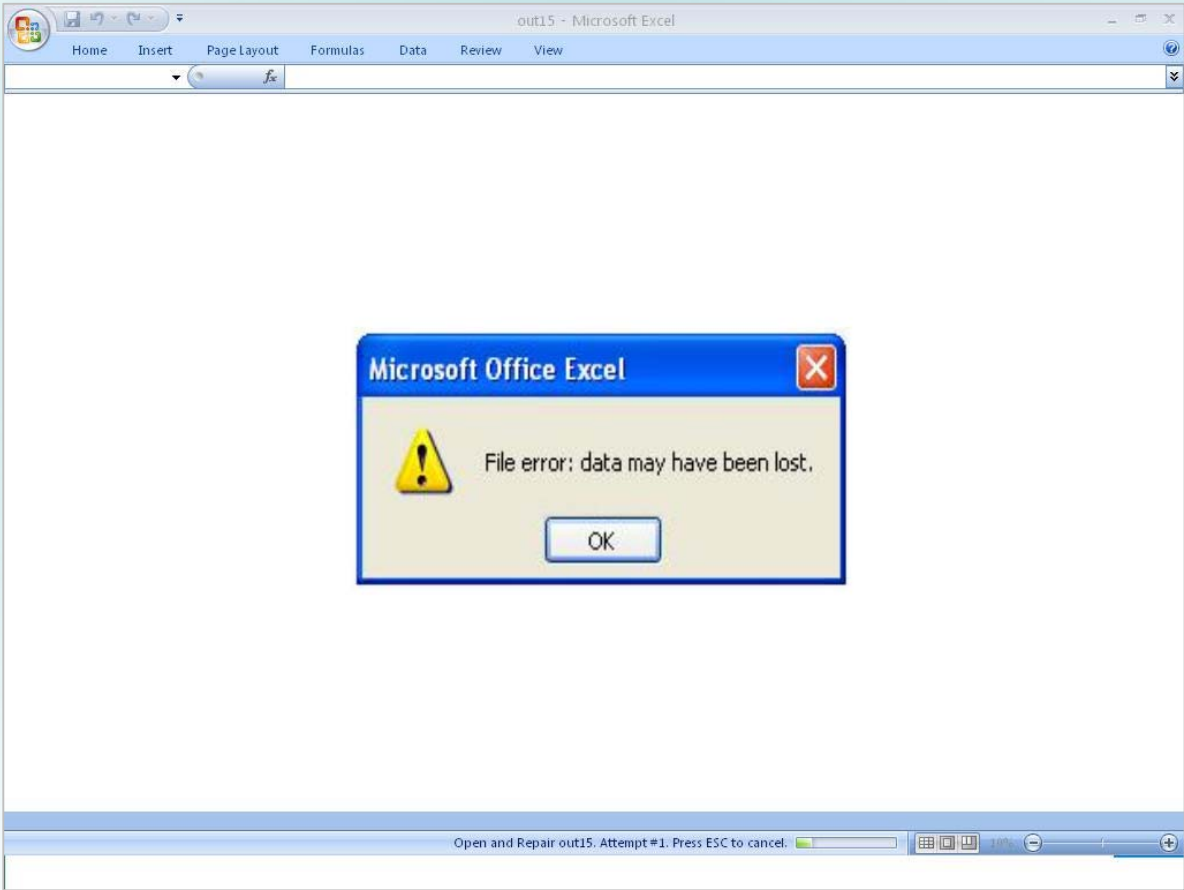 out15 - Microsoft Excel
Home Insert Page Layout Formulas Data Review View
fx
Microsoft Office Excel
File error: data may have been lost.
OK
Open and Repair out15. Attempt #1. Press ESC to cancel.